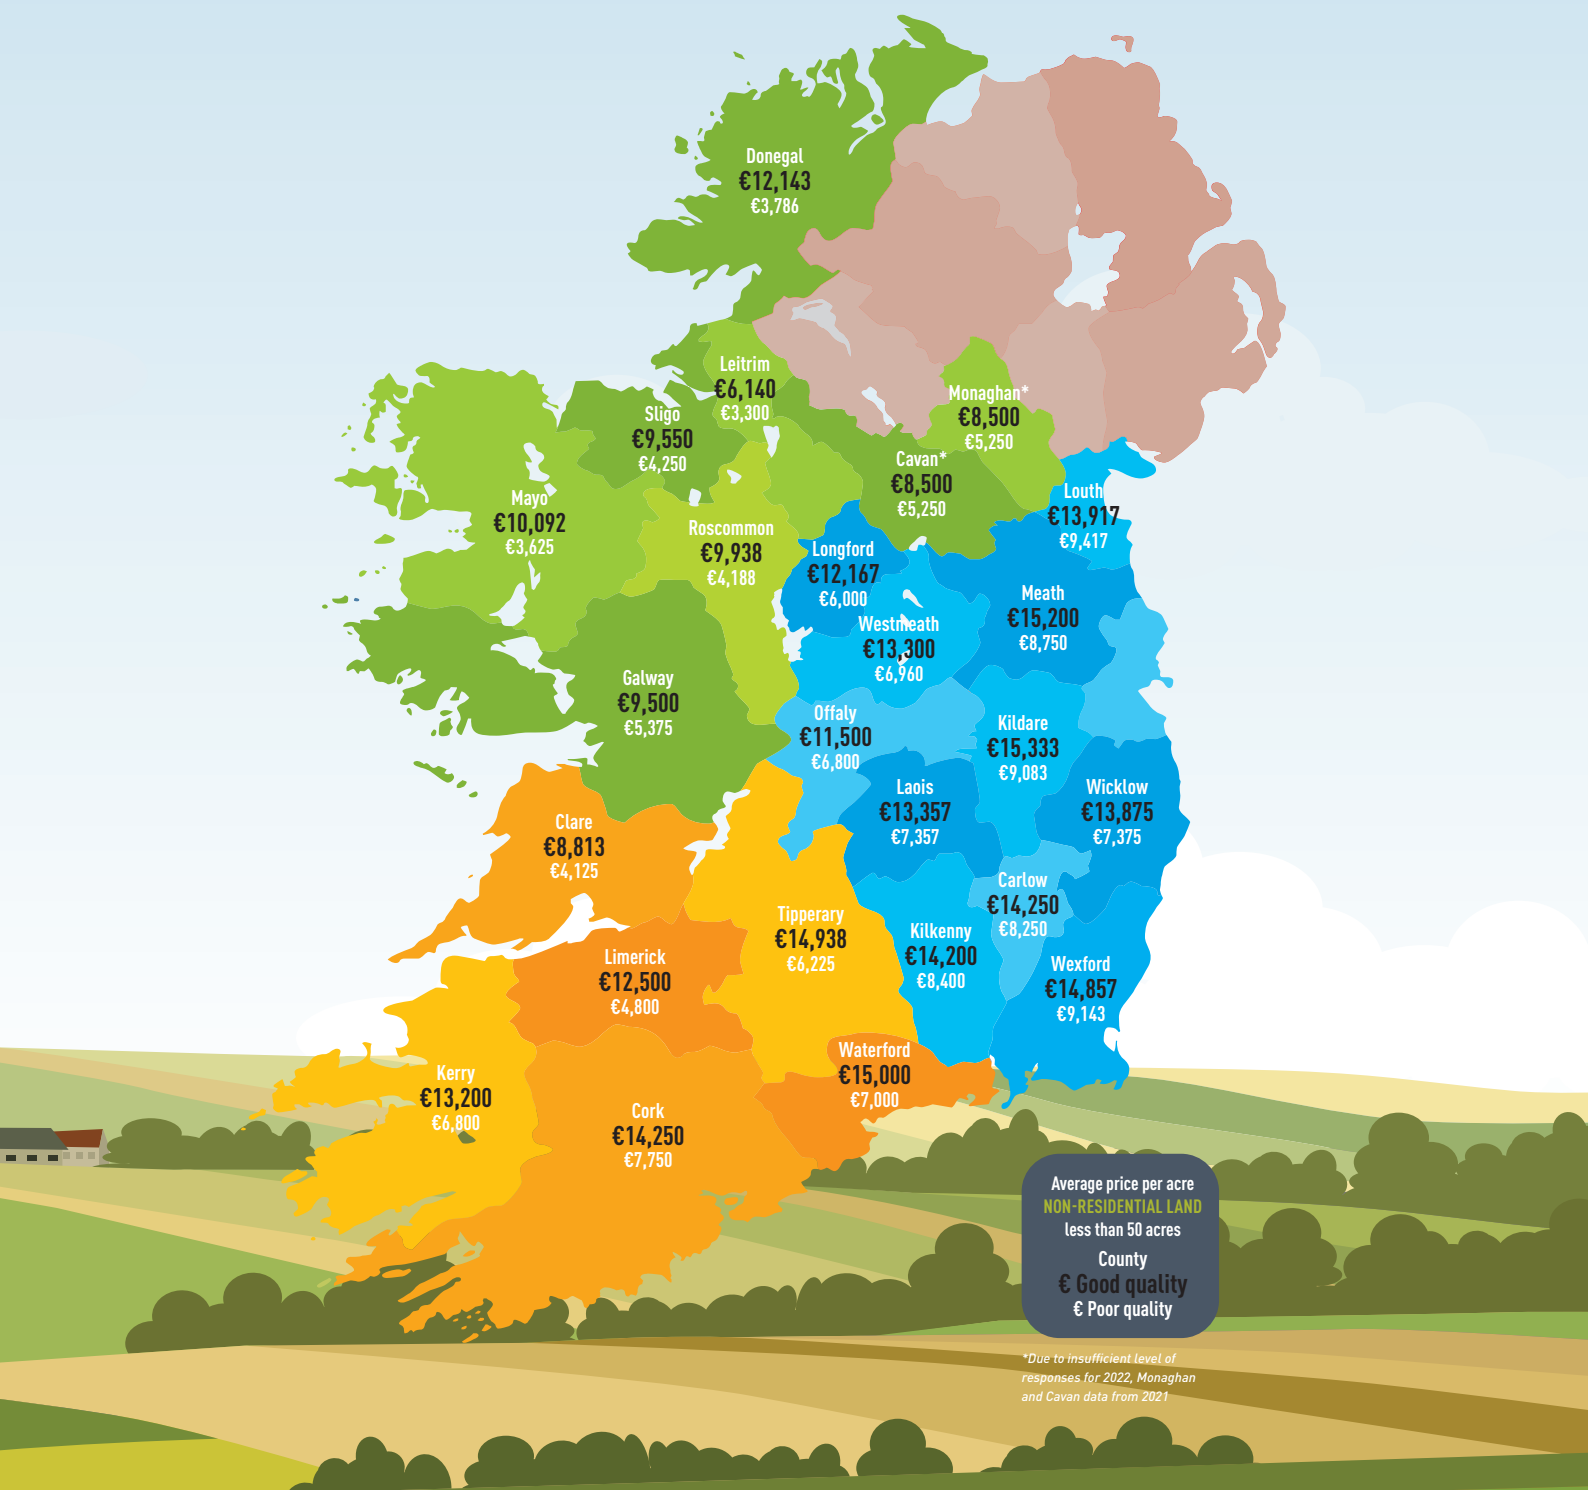 Donegal
€12,143
€3,786
Leitrim
€6,140
€3,300
Monaghan*
€8,500
€5,250
Sligo
€9,550
€4,250
Cavan*
€8,500
€5,250
Mayo
€10,092
€3,625
Louth
€13,917
€9,417
Roscommon
€9,938
€4,188
Longford
€12,167
€6,000
Meath
€15,200
€8,750
Westmeath
€13,300
€6,960
Galway
€9,500
€5,375
Offaly
€11,500
€6,800
Kildare
€15,333
€9,083
Laois
€13,357
€7,357
Wicklow
€13,875
€7,375
Clare
€8,813
€4,125
Carlow
€14,250
€8,250
Tipperary
€14,938
€6,225
Kilkenny
€14,200
€8,400
Limerick
€12,500
€4,800
Wexford
€14,857
€9,143
Waterford
€15,000
€7,000
Kerry
€13,200
€6,800
Cork
€14,250
€7,750
Average price per acre
NON-RESIDENTIAL LAND
less than 50 acres
County
€ Good quality
€ Poor quality
*Due to insufficient level of
responses for 2022, Monaghan
and Cavan data from 2021